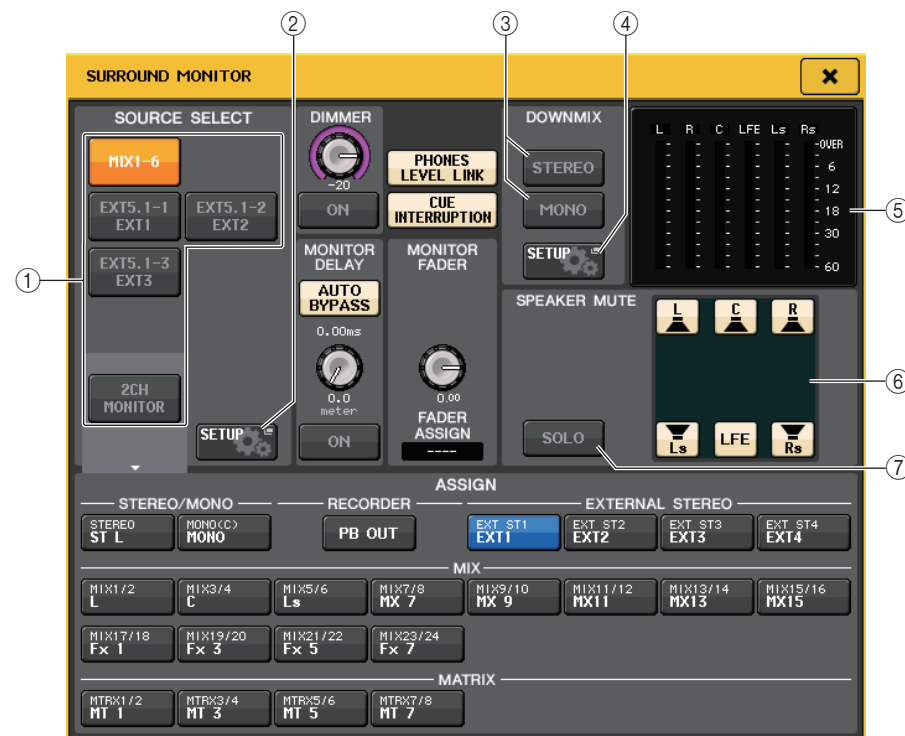 ② ③ ④
SURROUND MONITOR
×
SOURCE SELECT
MIX1-6
EXT5.1-1
EXT1
EXT5.1-2
EXT2
EXT5.1-3
EXT3
2CH
MONITOR
SETUP
①
DIMMER
-20
ON
PHONES
LEVEL LINK
CUE
INTERRUPTION
MONITOR
DELAY
AUTO
BYPASS
0.00ms
0.0
meter
ON
MONITOR
FADER
0.00
FADER
ASSIGN
----
DOWNMIX
STEREO
MONO
SETUP
L R C LFE Ls Rs
OVER
6
12
18
30
60
⑤
SPEAKER MUTE
L C R
Ls LFE Rs
⑥
SOLO
⑦
ASSIGN
STEREO/MONO
STEREO
ST L
MONO(C)
MONO
RECORDER
PB OUT
EXTERNAL STEREO
EXT ST1
EXT1
EXT ST2
EXT2
EXT ST3
EXT3
EXT ST4
EXT4
MIX
MIX1/2
L
MIX3/4
C
MIX5/6
Ls
MIX7/8
MX 7
MIX9/10
MX 9
MIX11/12
MX11
MIX13/14
MX13
MIX15/16
MX15
MIX17/18
Fx 1
MIX19/20
Fx 3
MIX21/22
Fx 5
MIX23/24
Fx 7
MATRIX
MTRX1/2
MT 1
MTRX3/4
MT 3
MTRX5/6
MT 5
MTRX7/8
MT 7